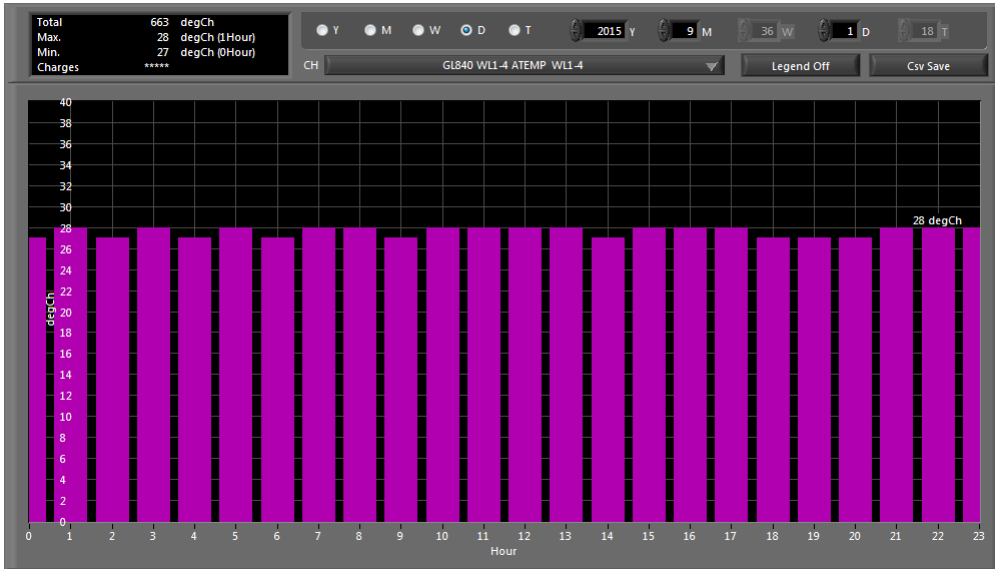 Total 663 degCh
Max. 28 degCh (1Hour)
Min. 27 degCh (0Hour)
Charges *****
Y M W D T 2015 Y 9 M 36 W 1 D 18 T
CH GL840 WL1-4 ATEMP WL1-4 Legend Off Csv Save
40
38
36
34
32
30
28 degCh
28
26
24
22
degCh
20
18
16
14
12
10
8
6
4
2
0
0 1 2 3 4 5 6 7 8 9 10 11 12 13 14 15 16 17 18 19 20 21 22 23
Hour